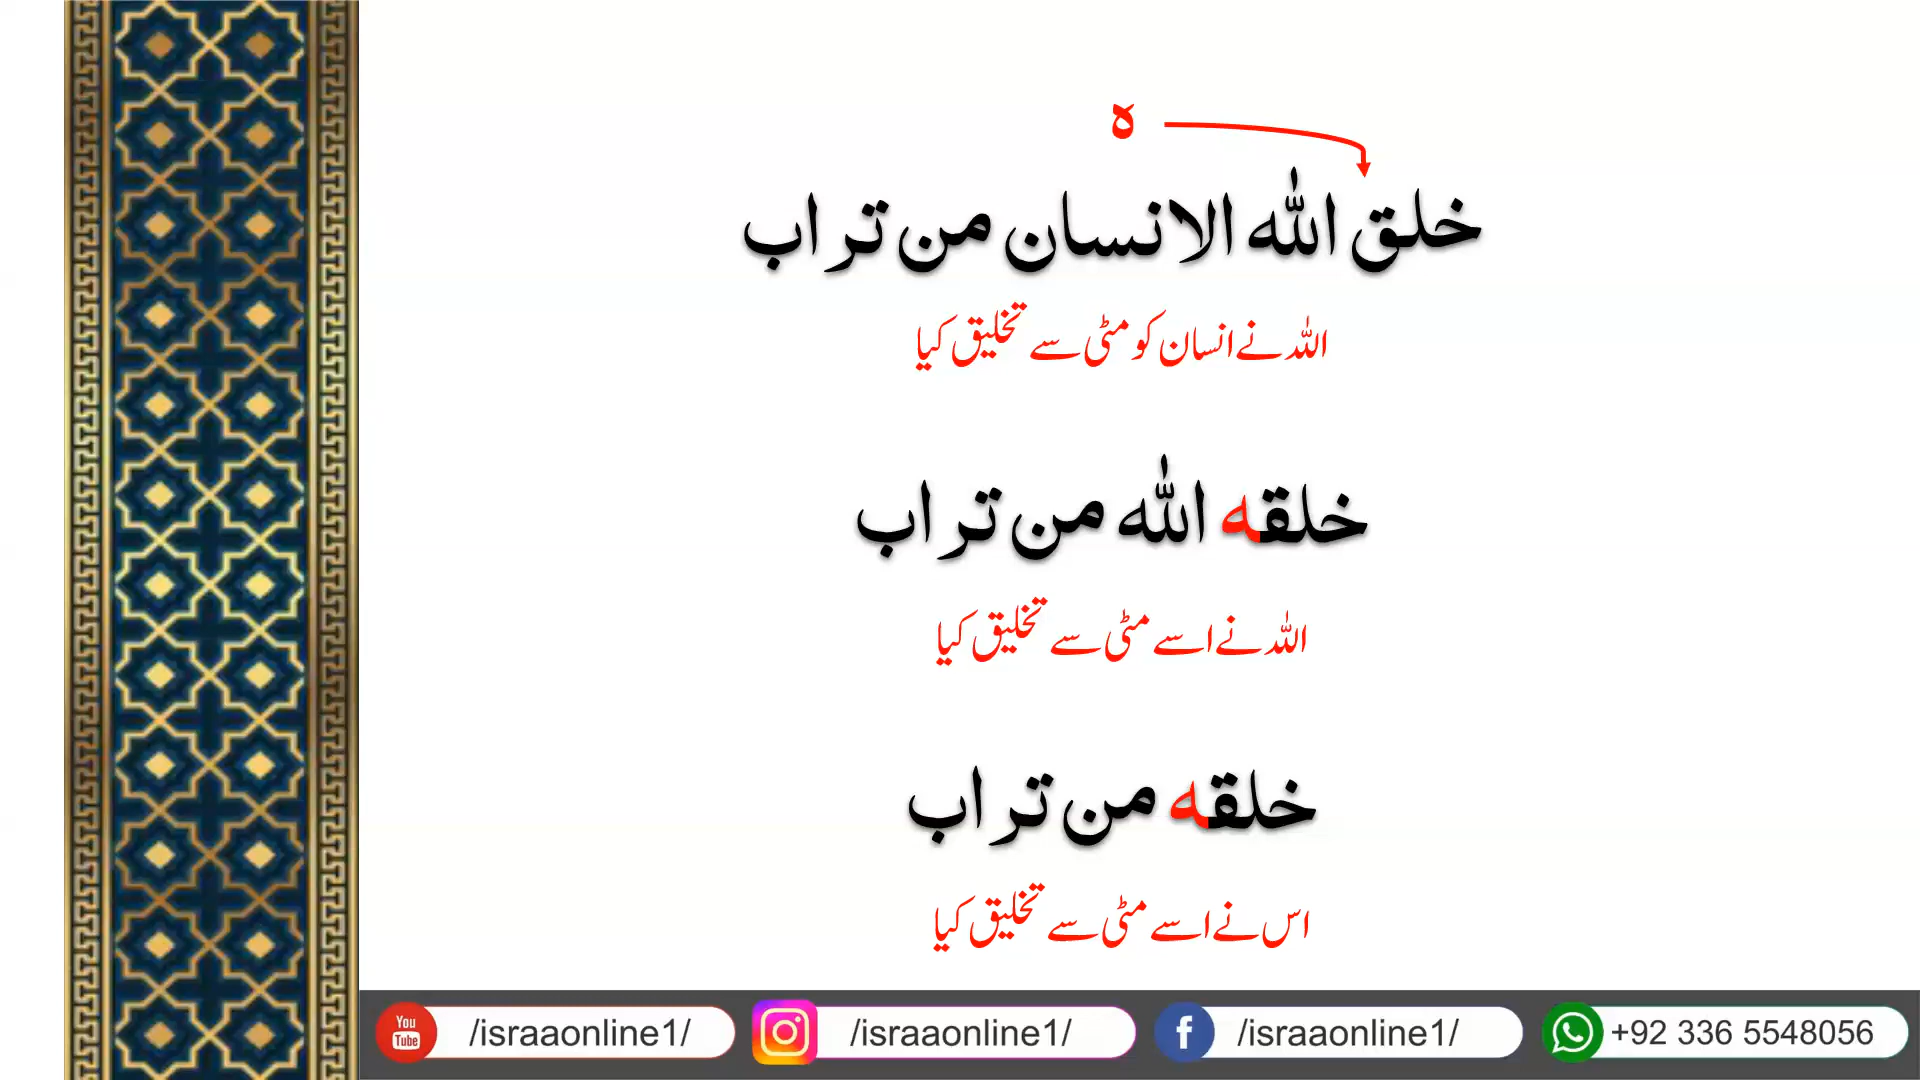 ہ
خلق اللہ الانسان من تراب
اللہ نے انسان کو مٹی سے تخلیق کیا
خلقہ اللہ من تراب
اللہ نے اسے مٹی سے تخلیق کیا
خلقہ من تراب
اس نے اسے مٹی سے تخلیق کیا
You Tube /israaonline1/ /israaonline1/ f /israaonline1/ +92 336 5548056